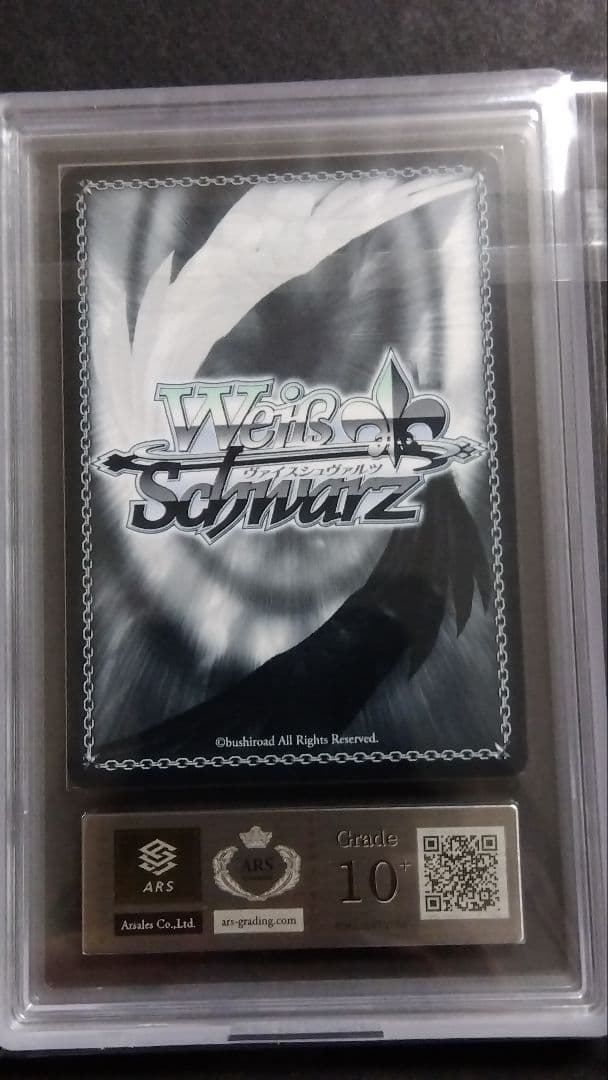 Weiß
ヴァイスシュヴァルツ
Schwarz
©bushiroad All Rights Reserved.
ARS
Arsales Co.,Ltd.
ARS
ars-grading.com
Grade
10+